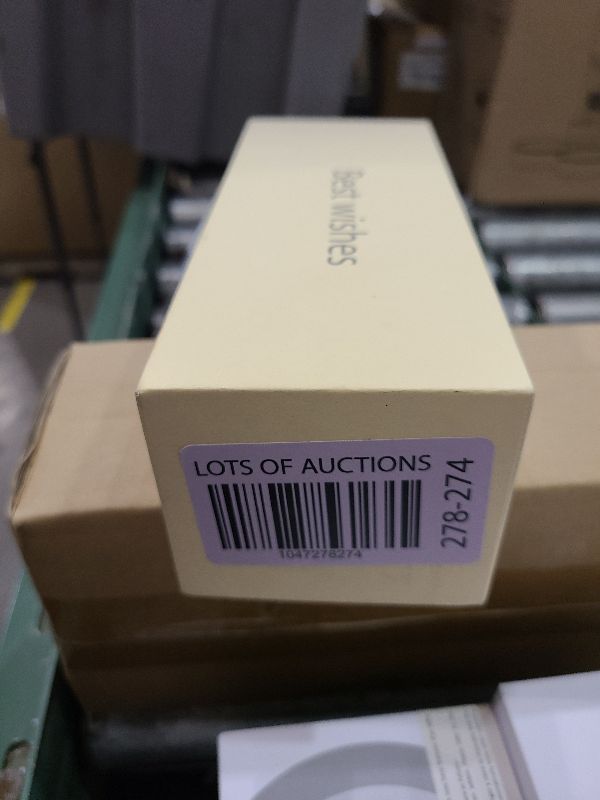 Best wishes
LOTS OF AUCTIONS
1047278274
278-274